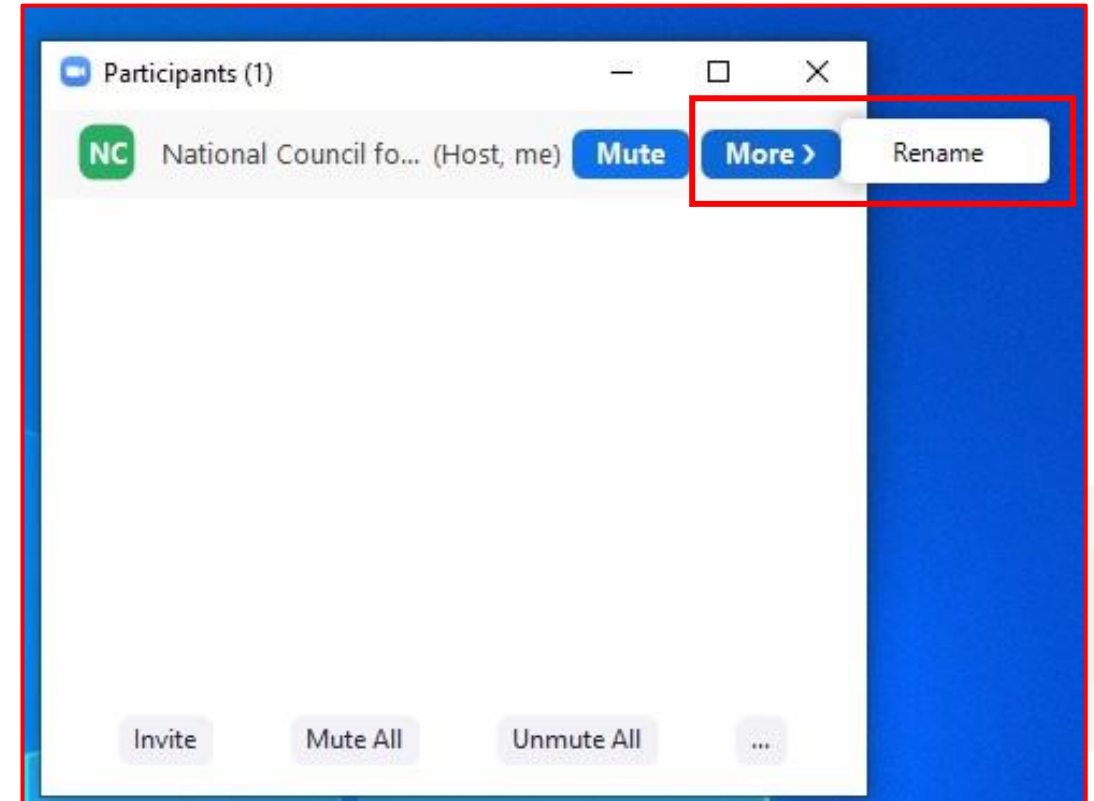 Participants (1)
NC National Council fo... (Host, me) Mute More > Rename
Invite Mute All Unmute All ...